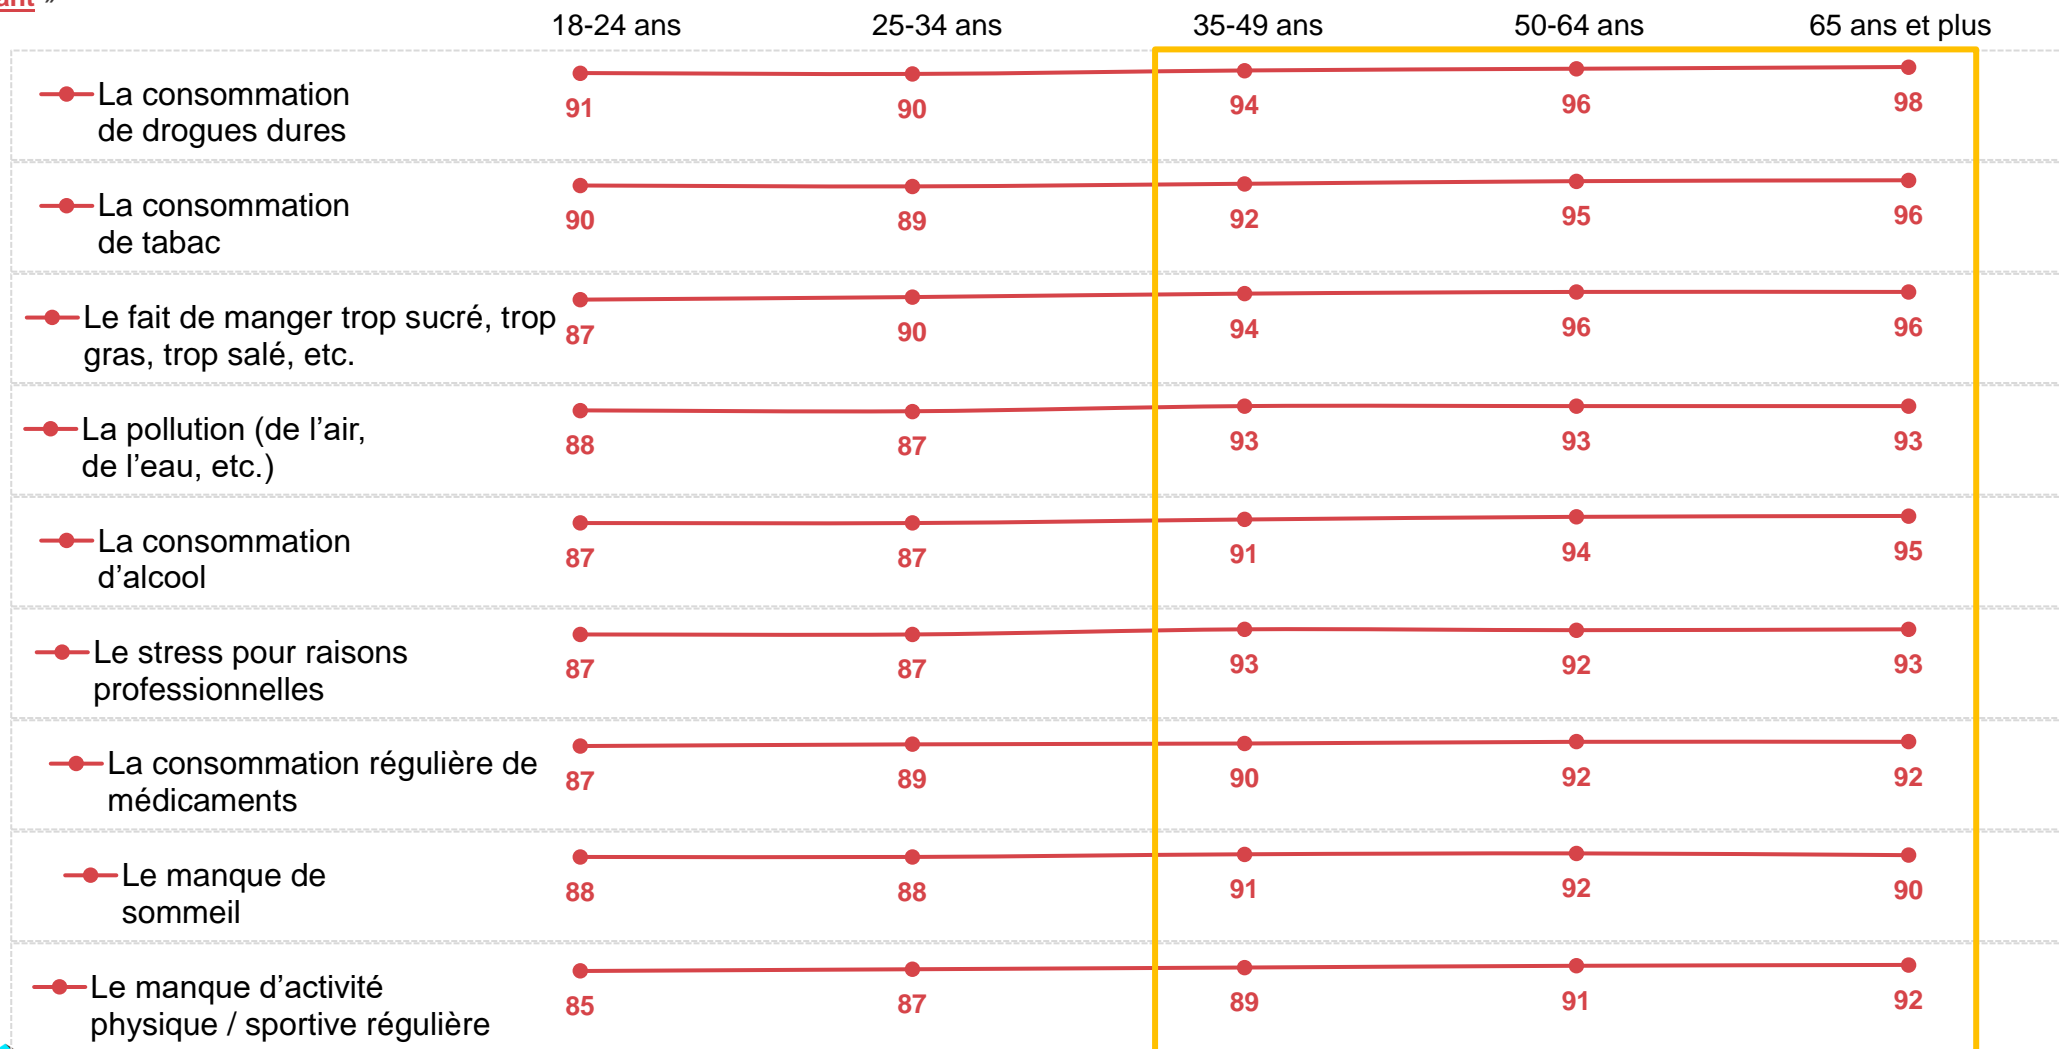 ant »
18-24 ans 25-34 ans 35-49 ans 50-64 ans 65 ans et plus
La consommation
de drogues dures
91 90 94 96 98
La consommation
de tabac
90 89 92 95 96
Le fait de manger trop sucré, trop
gras, trop salé, etc.
87 90 94 96 96
La pollution (de l’air,
de l’eau, etc.)
88 87 93 93 93
La consommation
d’alcool
87 87 91 94 95
Le stress pour raisons
professionnelles
87 87 93 92 93
La consommation régulière de
médicaments
87 89 90 92 92
Le manque de
sommeil
88 88 91 92 90
Le manque d’activité
physique / sportive régulière
85 87 89 91 92